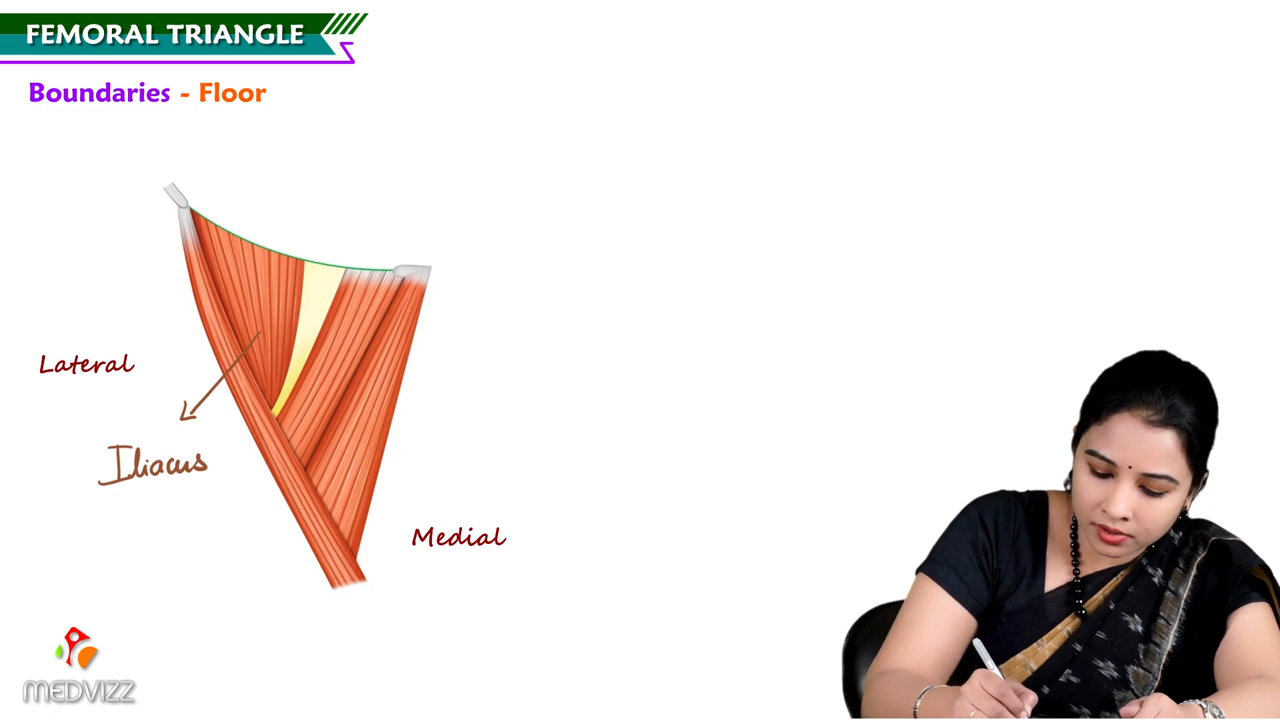 FEMORAL TRIANGLE
Boundaries - Floor
Lateral
Iliacus
Medial
MEDVIZZ